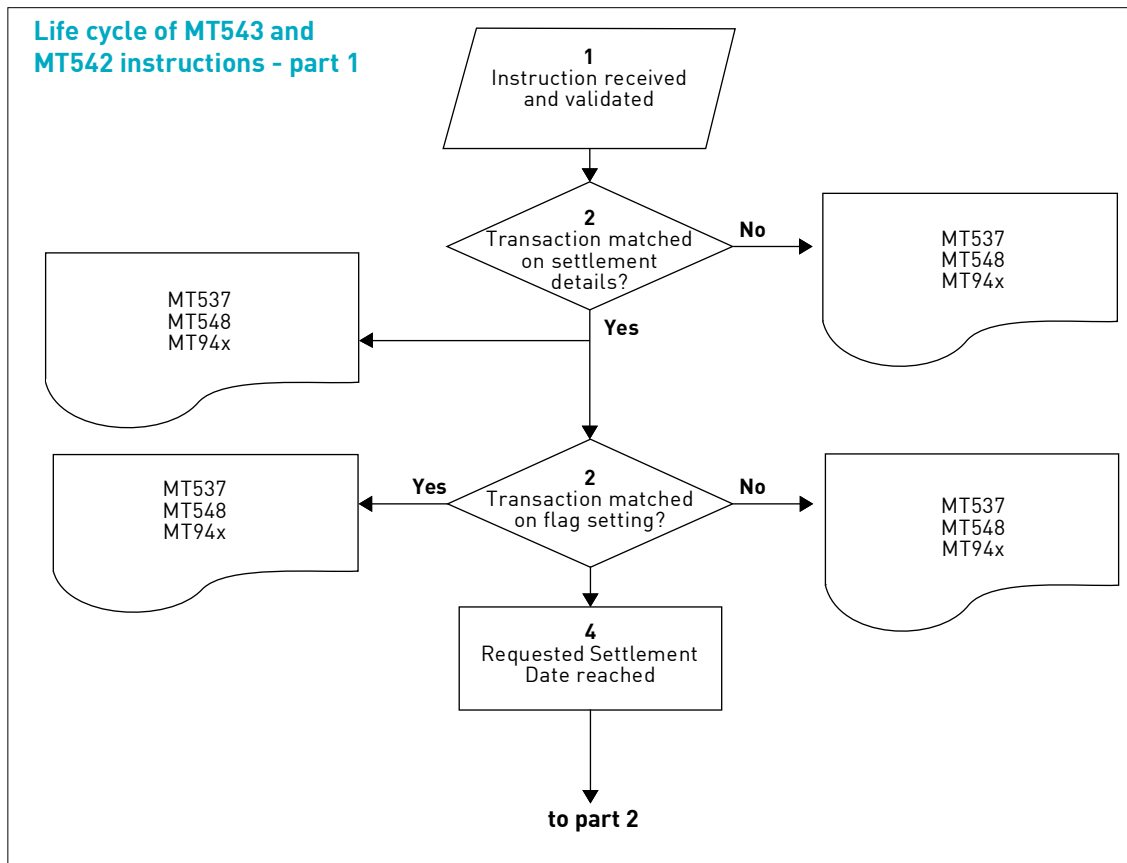 Life cycle of MT543 and
MT542 instructions - part 1
1
Instruction received
and validated
2
Transaction matched
on settlement
details?
No
MT537
MT548
MT94x
Yes
MT537
MT548
MT94x
2
Transaction matched
on flag setting?
Yes
No
MT537
MT548
MT94x
MT537
MT548
MT94x
4
Requested Settlement
Date reached
to part 2